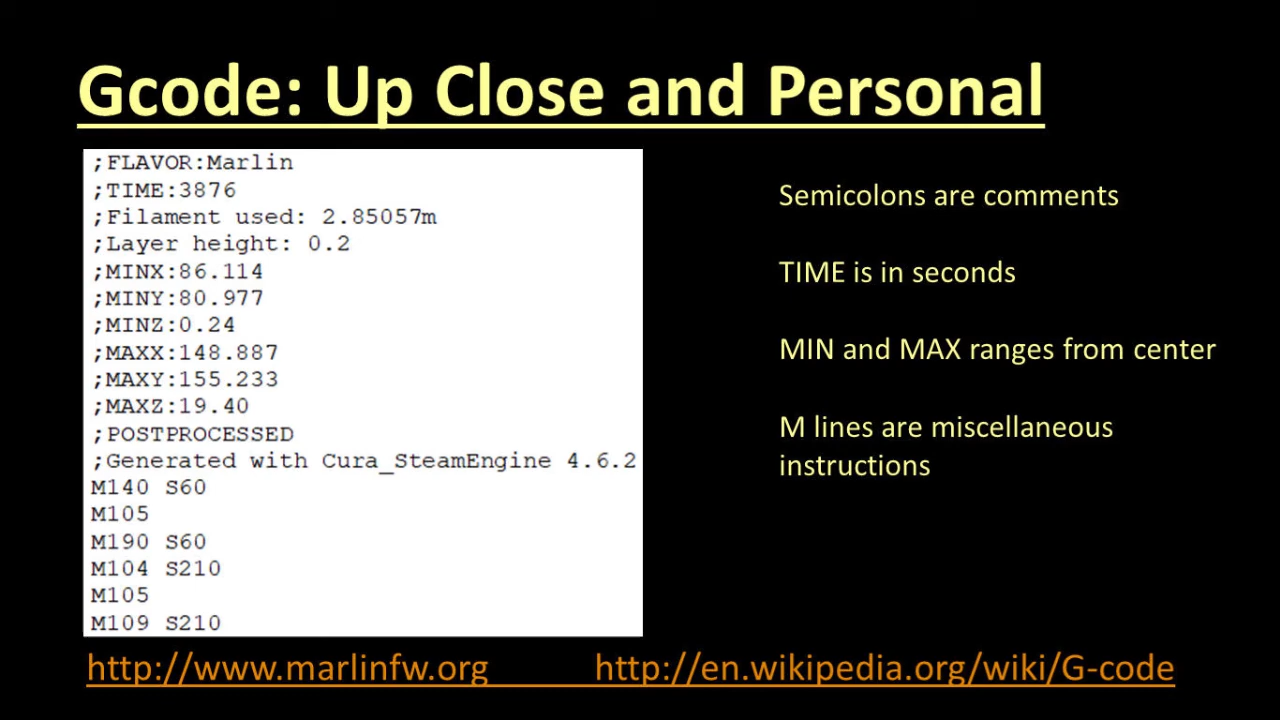 Gcode: Up Close and Personal
;FLAVOR:Marlin
;TIME:3876
;Filament used: 2.85057m
;Layer height: 0.2
;MINX:86.114
;MINY:80.977
;MINZ:0.24
;MAXX:148.887
;MAXY:155.233
;MAXZ:19.40
;POSTPROCESSED
;Generated with Cura_SteamEngine 4.6.2
M140 S60
M105
M190 S60
M104 S210
M105
M109 S210
Semicolons are comments
TIME is in seconds
MIN and MAX ranges from center
M lines are miscellaneous
instructions
http://www.marlinfw.org http://en.wikipedia.org/wiki/G-code